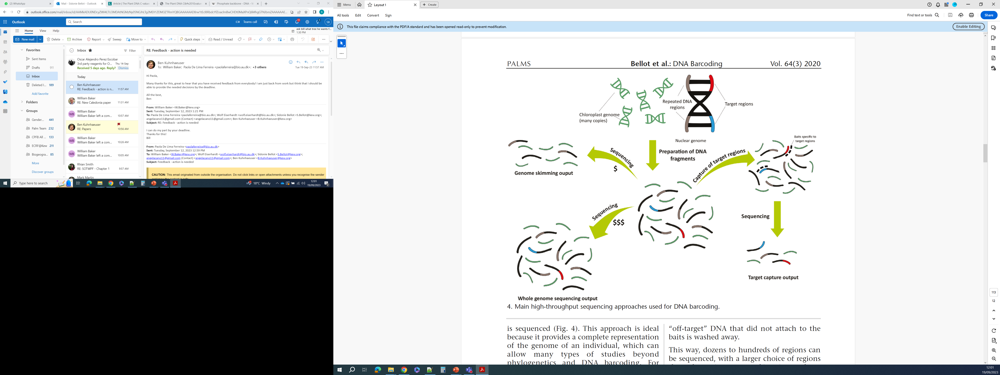 (2) WhatsApp
Mail - Sidonie Bellot - Outlook
Article | The Plant DNA C-values
The Plant DNA C&#x2010;value
Phosphate backbone - DNA - W
outlook.office.com/mail/inbox/id/
Outlook
Search
Teams call
11
1
SB
Home View Help
ask bill what tree he wants f...
1:30 PM
New mail Delete Archive Report Sweep Move to Quick steps Read / Unread
Favorites
Sent Items
Drafts 911
Inbox
Deleted I... 189
Add favorite
Folders
Groups
Gender... 441
Palm Team 232
CPFB All ... 133
ECRF@Kew 211
Biogeogra... 85
More
Discover groups
Inbox Filter
Oscar Alejandro Perez Escobar
3rd party reagents for O... Thu 14-Sep
Received 5 days ago. Reply? Dismiss
Today
Ben Kuhnhaeuser
RE: Feedback - action is n... 11:57 AM
William Baker
RE: New Caledonia paper 11:31 AM
WB
William Baker
William Baker left a com... 10:57 AM
Ben Kuhnhaeuser
RE: Papers 10:56 AM
WB
William Baker
William Baker left a com... 10:26 AM
WB
William Baker
William Baker left a com... 10:05 AM
Rhian Smith
RE: SOTWPF - Chapter 1 9:57 AM
Mark Martin
RE: Feedback - action is needed
Ben Kuhnhaeuser
To: William Baker; Paola De Lima Ferreira <paolaferreira@bio.au.dk>; +3 others
Tue 19-Sep-23 11:57 AM
Hi Paola,
Many thanks for this, great to hear that you have received feedback from everybody! I am just back from work but think that I should be
able to provide the needed decisions by the deadline.
All the best,
Ben
From: William Baker <W.Baker@kew.org>
Sent: Tuesday, September 12, 2023 1:21 PM
To: Paola De Lima Ferreira <paolaferreira@bio.au.dk>; Wolf Eiserhardt <wolf.eiserhardt@bio.au.dk>; Sidonie Bellot <S.Bellot@kew.org>;
angelacano11@gmail.com (Contact) <angelacano11@gmail.com>; Ben Kuhnhaeuser <B.Kuhnhaeuser@kew.org>
Subject: RE: Feedback - action is needed
I can do my part by your deadline.
Thanks for this!
Bill
From: Paola De Lima Ferreira <paolaferreira@bio.au.dk>
Sent: Tuesday, September 12, 2023 12:59 PM
To: William Baker <W.Baker@kew.org>; Wolf Eiserhardt <wolf.eiserhardt@bio.au.dk>; Sidonie Bellot <S.Bellot@kew.org>;
angelacano11@gmail.com (Contact) <angelacano11@gmail.com>; Ben Kuhnhaeuser <B.Kuhnhaeuser@kew.org>
Subject: Feedback - action is needed
CAUTION: This email originated from outside the organisation. Do not click links or open attachments unless you recognise the sender
Type here to search
18°C Windy
12:01
19/09/2023
2
Menu
Layout 1
Create
All tools Edit Convert Sign
Find text or tools
Share
This file claims compliance with the PDF/A standard and has been opened read-only to prevent modification.
Enable Editing
PALMS Bellot et al.: DNA Barcoding Vol. 64(3) 2020
Repeated DNA
regions
Target regions
Chloroplast genome
(many copies)
Nuclear genome
Baits specific to
target regions
Preparation of DNA
fragments
Sequencing
$
Capture of target regions
Genome skimming ouput
Sequencing
$$$
Sequencing
Target capture output
Whole genome sequencing output
4. Main high-throughput sequencing approaches used for DNA barcoding.
is sequenced (Fig. 4). This approach is ideal
because it provides a complete representation
of the genome of an individual, which can
allow many types of studies beyond
phylogenetics and DNA barcoding. For
“off-target” DNA that did not attach to the
baits is washed away.
This way, dozens to hundreds of regions can
be sequenced, with a larger choice of regions
113
12
12:01
19/09/2023